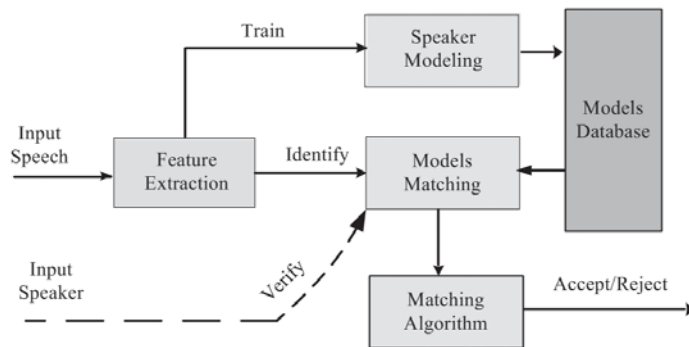 Train
Speaker
Modeling
Models
Database
Input
Speech
Feature
Extraction
Identify
Models
Matching
Input
Speaker
Verify
Matching
Algorithm
Accept/Reject